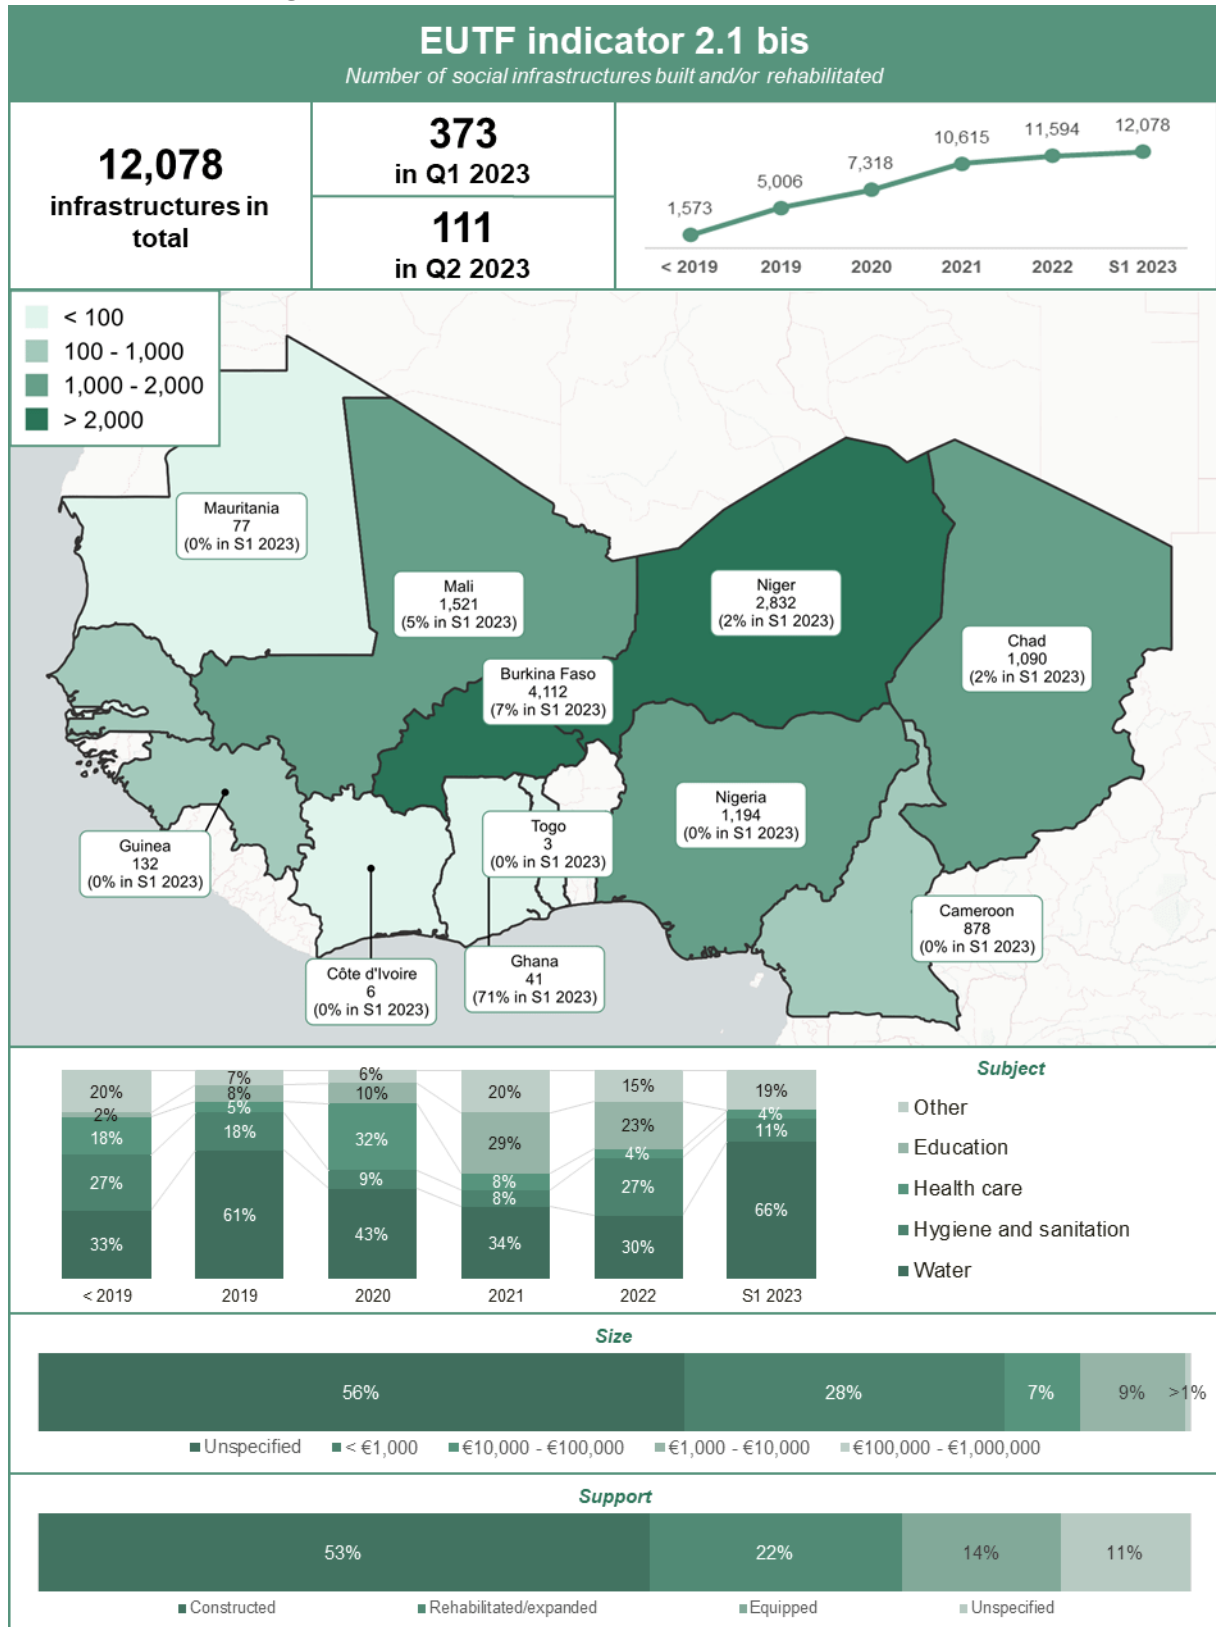 EUTF indicator 2.1 bis
Number of social infrastructures built and/or rehabilitated
12,078
infrastructures in
total
373
in Q1 2023
111
in Q2 2023
1,573
5,006
7,318
10,615
11,594
12,078
< 2019
2019
2020
2021
2022
S1 2023
< 100
100 - 1,000
1,000 - 2,000
> 2,000
Mauritania
77
(0% in S1 2023)
Mali
1,521
(5% in S1 2023)
Niger
2,832
(2% in S1 2023)
Chad
1,090
(2% in S1 2023)
Burkina Faso
4,112
(7% in S1 2023)
Nigeria
1,194
(0% in S1 2023)
Togo
3
(0% in S1 2023)
Guinea
132
(0% in S1 2023)
Cameroon
878
(0% in S1 2023)
Côte d'Ivoire
6
(0% in S1 2023)
Ghana
41
(71% in S1 2023)
20%
2%
18%
27%
33%
< 2019
7%
8%
5%
18%
61%
2019
6%
10%
32%
9%
43%
2020
20%
29%
8%
8%
34%
2021
15%
23%
4%
27%
30%
2022
19%
4%
11%
66%
S1 2023
Subject
Other
Education
Health care
Hygiene and sanitation
Water
Size
56%
28%
7%
9%
>1%
Unspecified
< €1,000
€10,000 - €100,000
€1,000 - €10,000
€100,000 - €1,000,000
Support
53%
22%
14%
11%
Constructed
Rehabilitated/expanded
Equipped
Unspecified